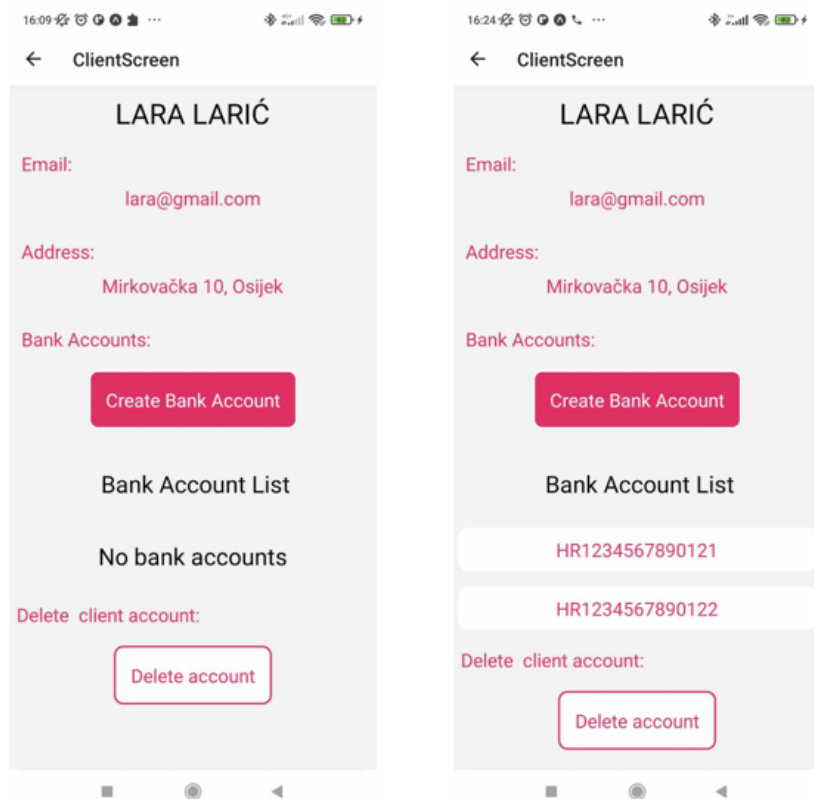 16:09
ClientScreen
LARA LARIĆ
Email:
lara@gmail.com
Address:
Mirkovačka 10, Osijek
Bank Accounts:
Create Bank Account
Bank Account List
No bank accounts
Delete client account:
Delete account
16:24
ClientScreen
LARA LARIĆ
Email:
lara@gmail.com
Address:
Mirkovačka 10, Osijek
Bank Accounts:
Create Bank Account
Bank Account List
HR1234567890121
HR1234567890122
Delete client account:
Delete account